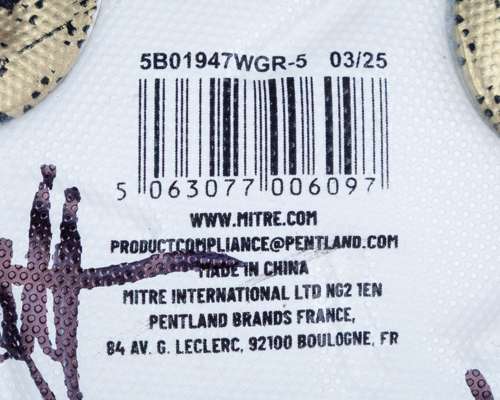 5B01947WGR-5 03/25
5 063077 006097
WWW.MITRE.COM
PRODUCTCOMPLIANCE@PENTLAND.COM
MADE IN CHINA
MITRE INTERNATIONAL LTD NG2 1EN
PENTLAND BRANDS FRANCE,
84 AV. G. LECLERC, 92100 BOULOGNE, FR